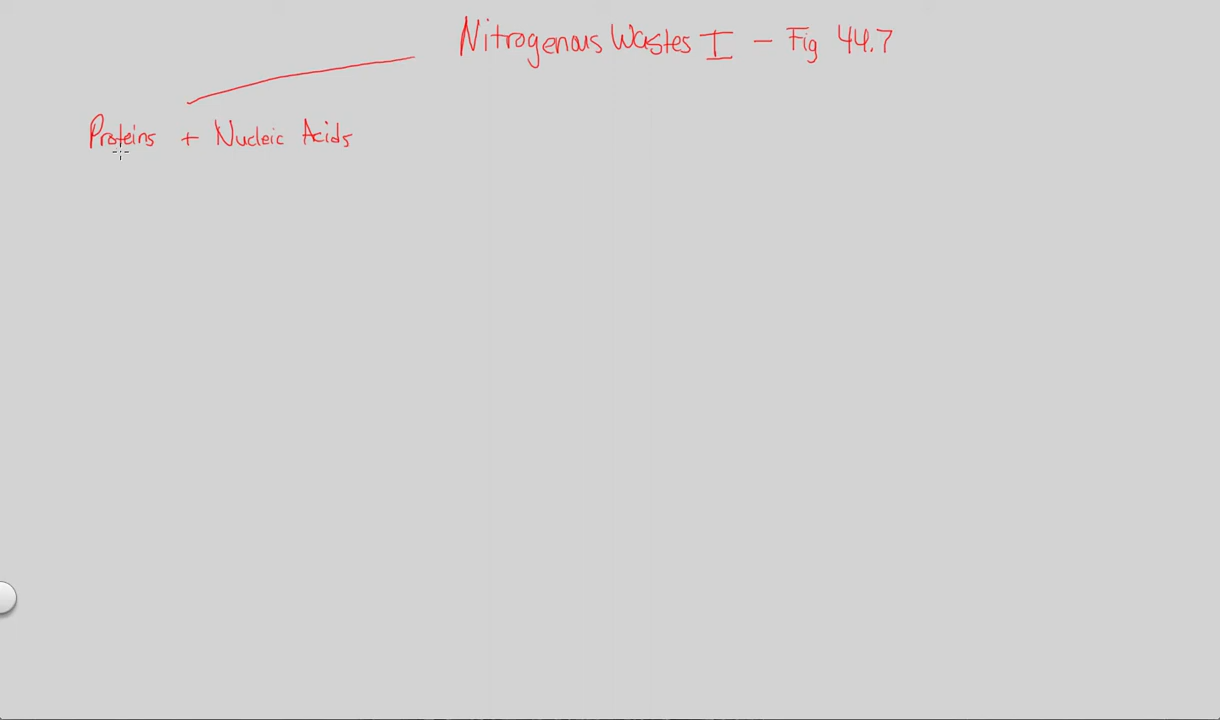 Nitrogenous Wastes I - Fig 44.7
Proteins + Nucleic Acids